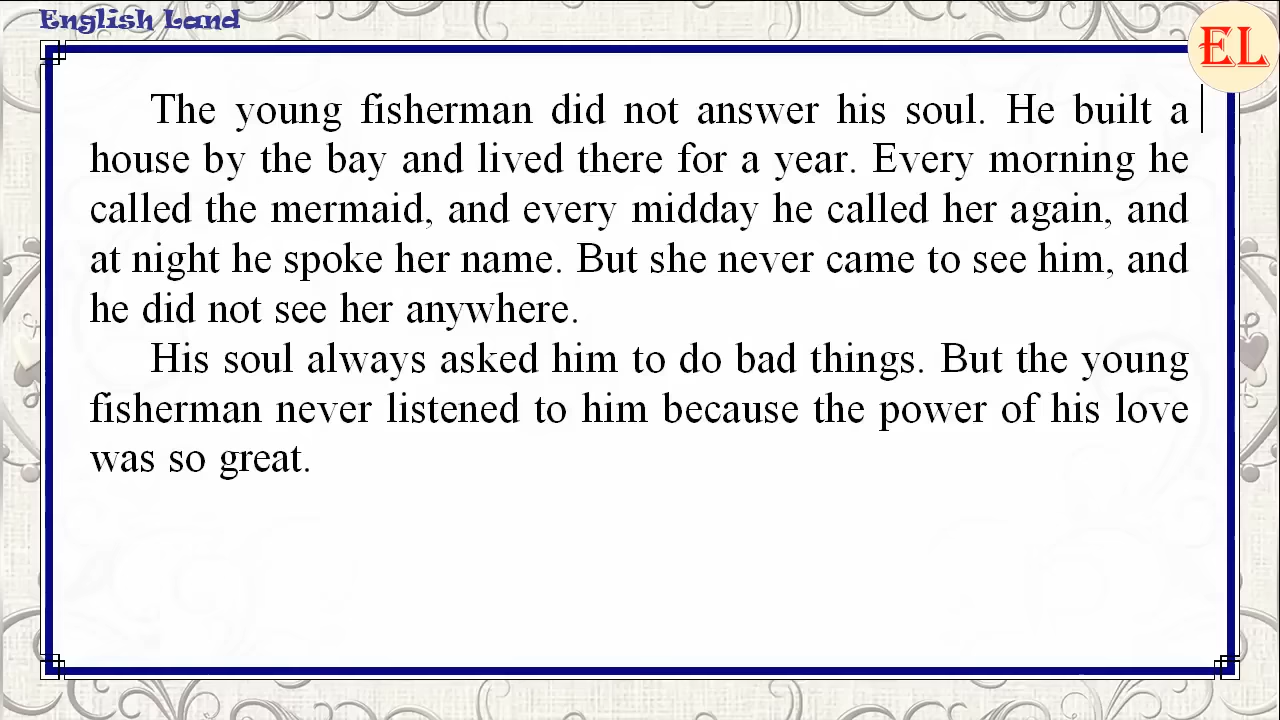 English Land
EL
The young fisherman did not answer his soul. He built a
house by the bay and lived there for a year. Every morning he
called the mermaid, and every midday he called her again, and
at night he spoke her name. But she never came to see him, and
he did not see her anywhere.
His soul always asked him to do bad things. But the young
fisherman never listened to him because the power of his love
was so great.